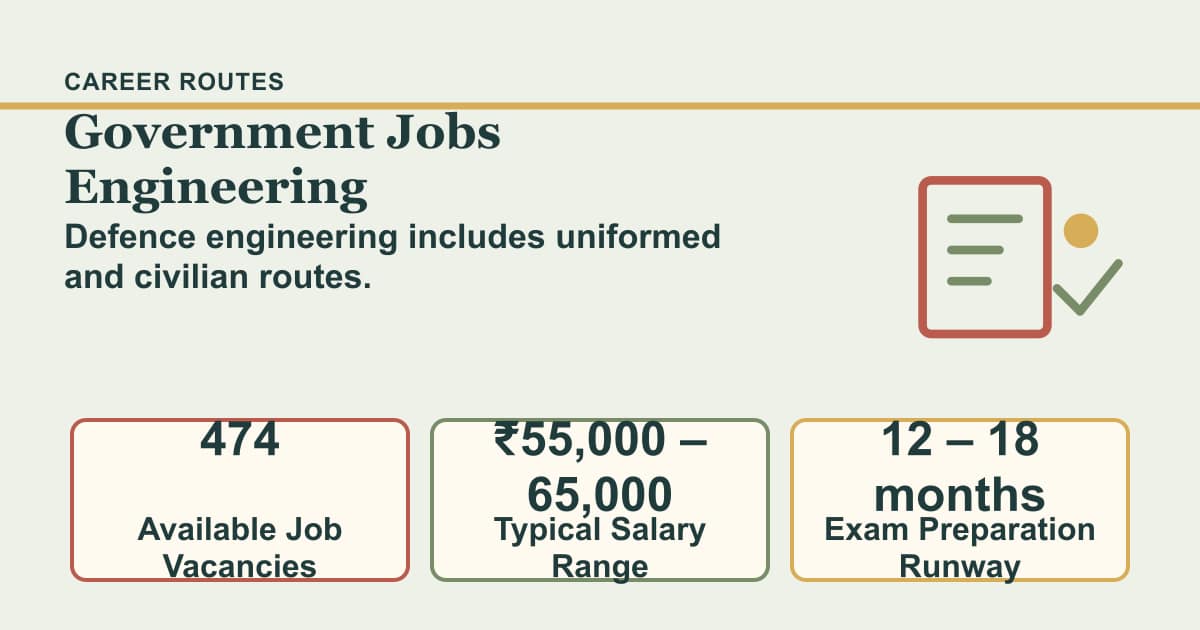 CAREER ROUTES
Government Jobs
Engineering
Defence engineering includes uniformed
and civilian routes.
474
Available Job
Vacancies
₹55,000 –
65,000
Typical Salary
Range
12 – 18
months
Exam Preparation
Runway